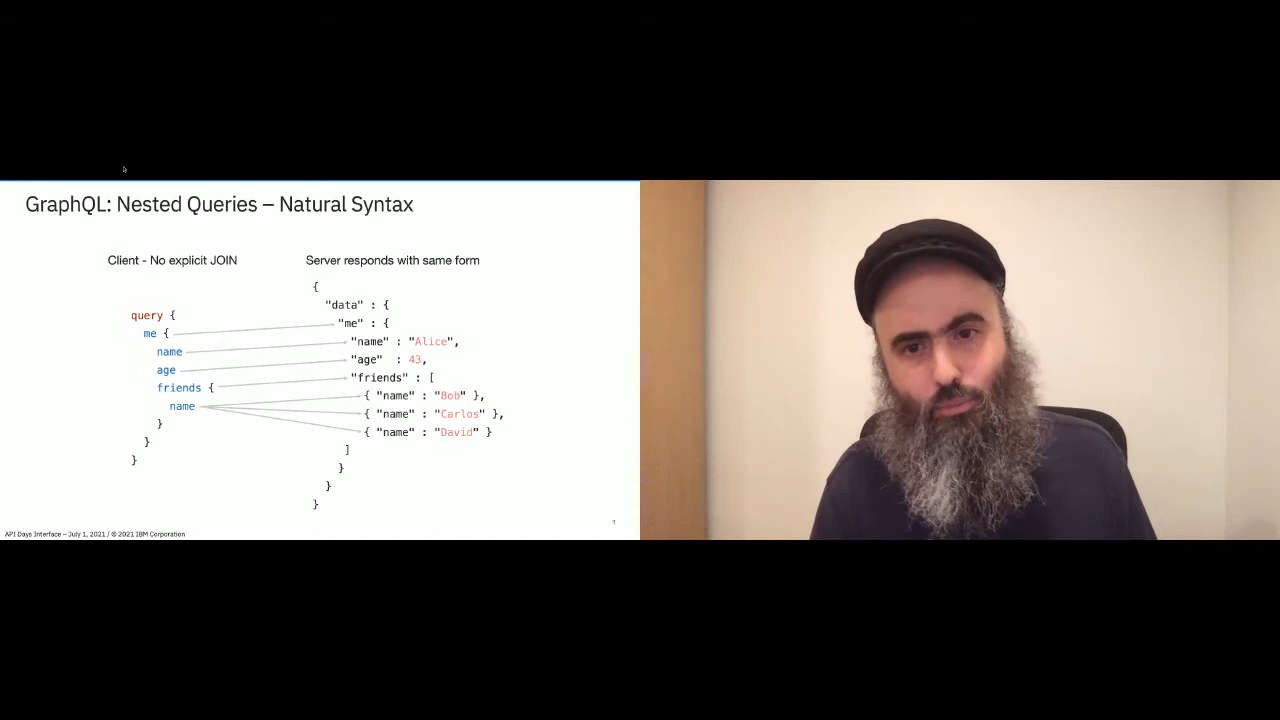 GraphQL: Nested Queries – Natural Syntax
Client - No explicit JOIN
query {
me {
name
age
friends {
name
}
}
}
Server responds with same form
{
"data" : {
"me" : {
"name" : "Alice",
"age" : 43,
"friends" : [
{ "name" : "Bob" },
{ "name" : "Carlos" },
{ "name" : "David" }
]
}
}
}
7
API Days Interface – July 1, 2021 / © 2021 IBM Corporation